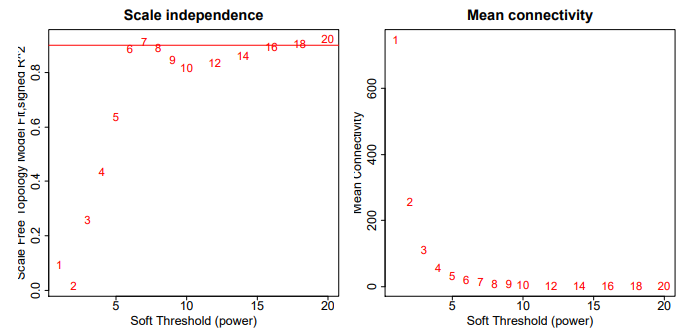 Scale independence
Scale Free Topology Model Fit,signed R^2
0.0 0.2 0.4 0.6 0.8
1 2 3 4 5 6 7 8 9 10 12 14 16 18 20
5 10 15 20
Soft Threshold (power)
Mean connectivity
Mean Connectivity
0 200 400 600
1 2 3 4 5 6 7 8 9 10 12 14 16 18 20
5 10 15 20
Soft Threshold (power)